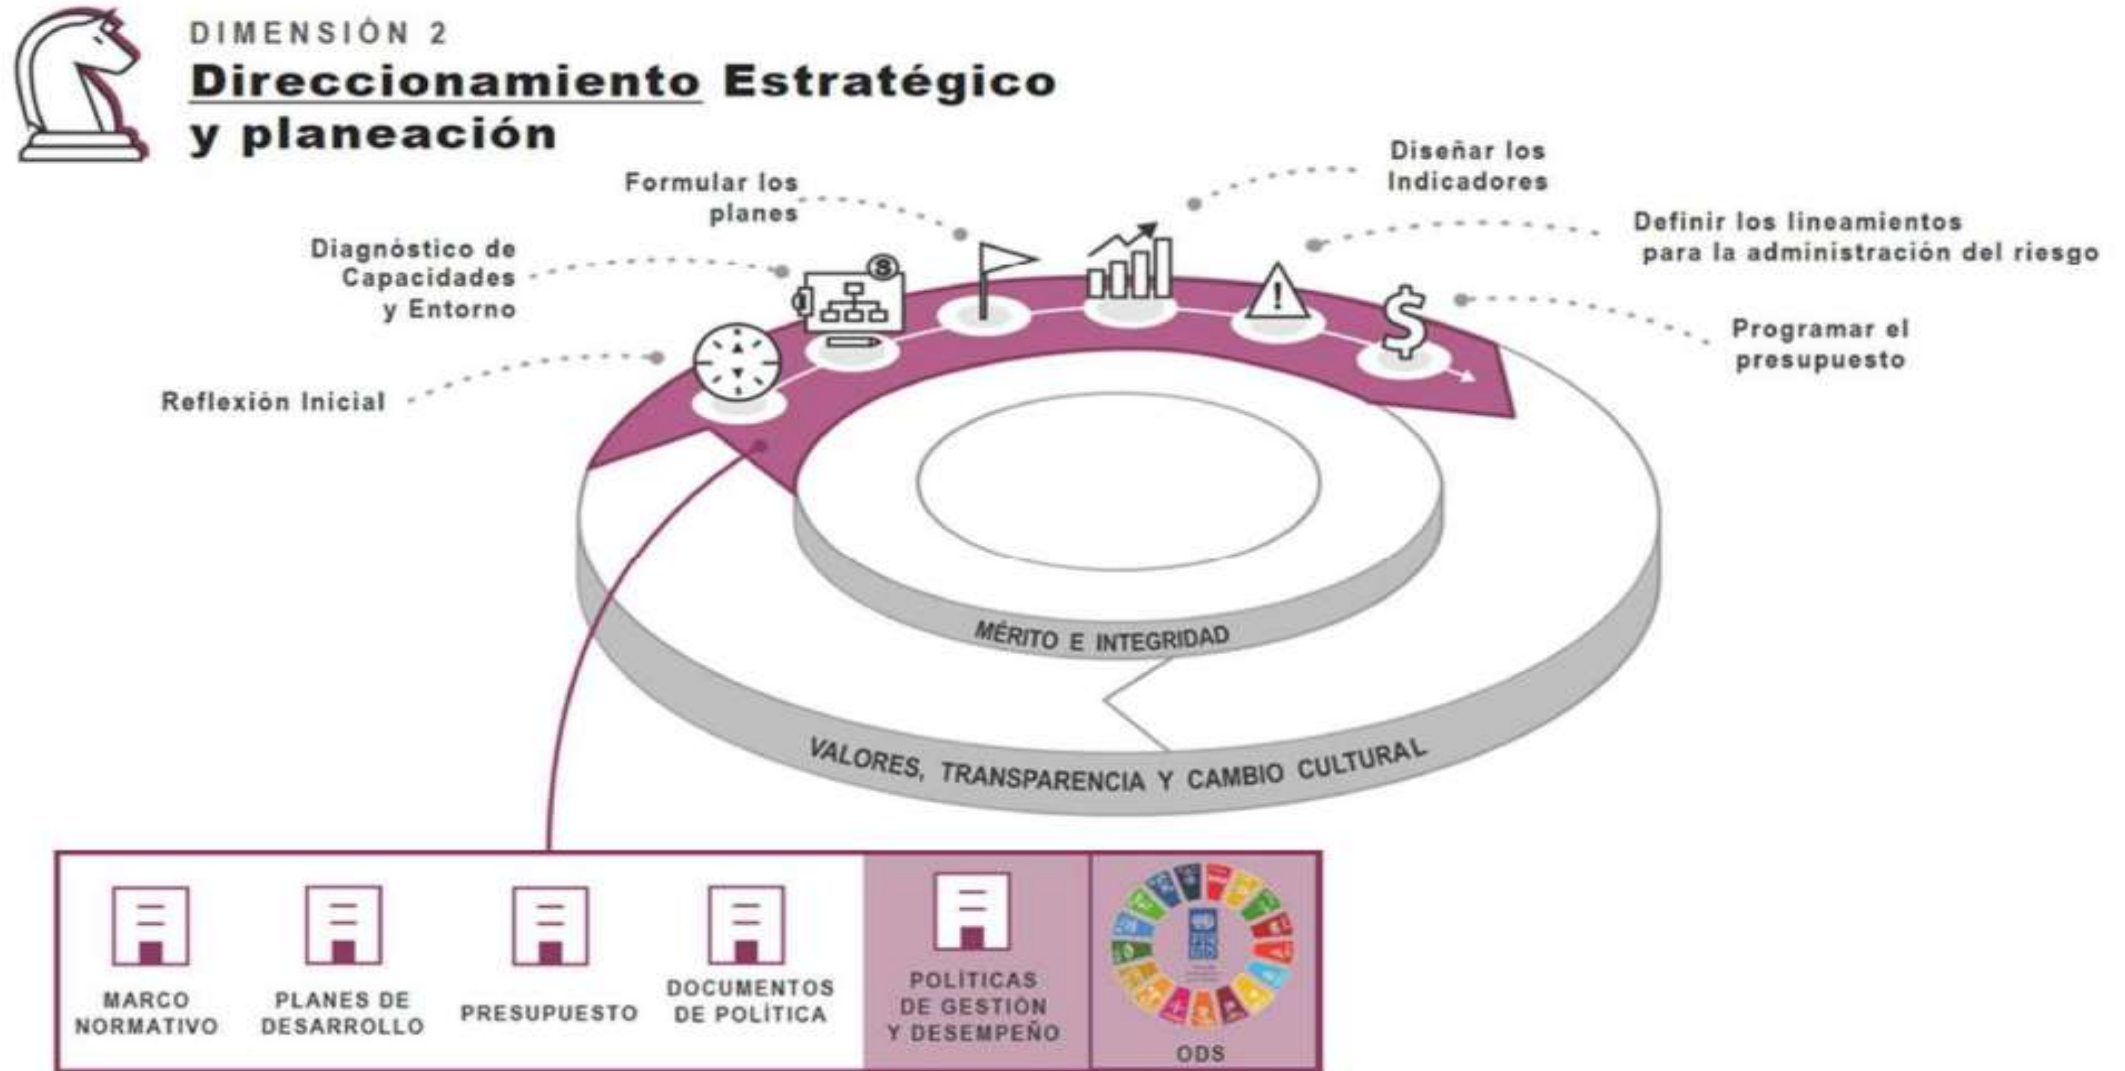 DIMENSIÓN 2
Direccionamiento Estratégico
y planeación
Reflexión Inicial
Diagnóstico de
Capacidades
y Entorno
Formular los
planes
Diseñar los
Indicadores
Definir los lineamientos
para la administración del riesgo
Programar el
presupuesto
MÉRITO E INTEGRIDAD
VALORES, TRANSPARENCIA Y CAMBIO CULTURAL
MARCO
NORMATIVO
PLANES DE
DESARROLLO
PRESUPUESTO
DOCUMENTOS
DE POLÍTICA
POLÍTICAS
DE GESTIÓN
Y DESEMPEÑO
ODS